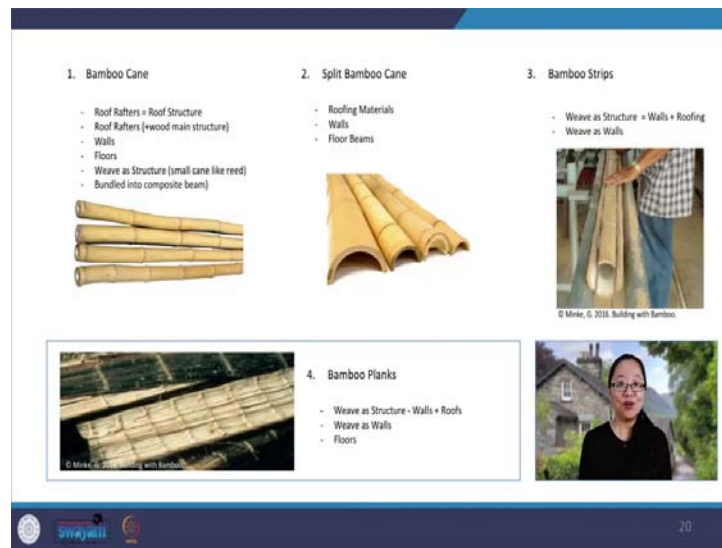 1. Bamboo Cane
- Roof Rafters = Roof Structure
- Roof Rafters (+wood main structure)
- Walls
- Floors
- Weave as Structure (small cane like reed)
- Bundled into composite beam)
2. Split Bamboo Cane
- Roofing Materials
- Walls
- Floor Beams
3. Bamboo Strips
- Weave as Structure = Walls + Roofing
- Weave as Walls
© Minke, G. 2016. Building with Bamboo.
4. Bamboo Planks
- Weave as Structure - Walls + Roofs
- Weave as Walls
- Floors
© Minke, G. 2016. Building with Bamboo.
swayam
20